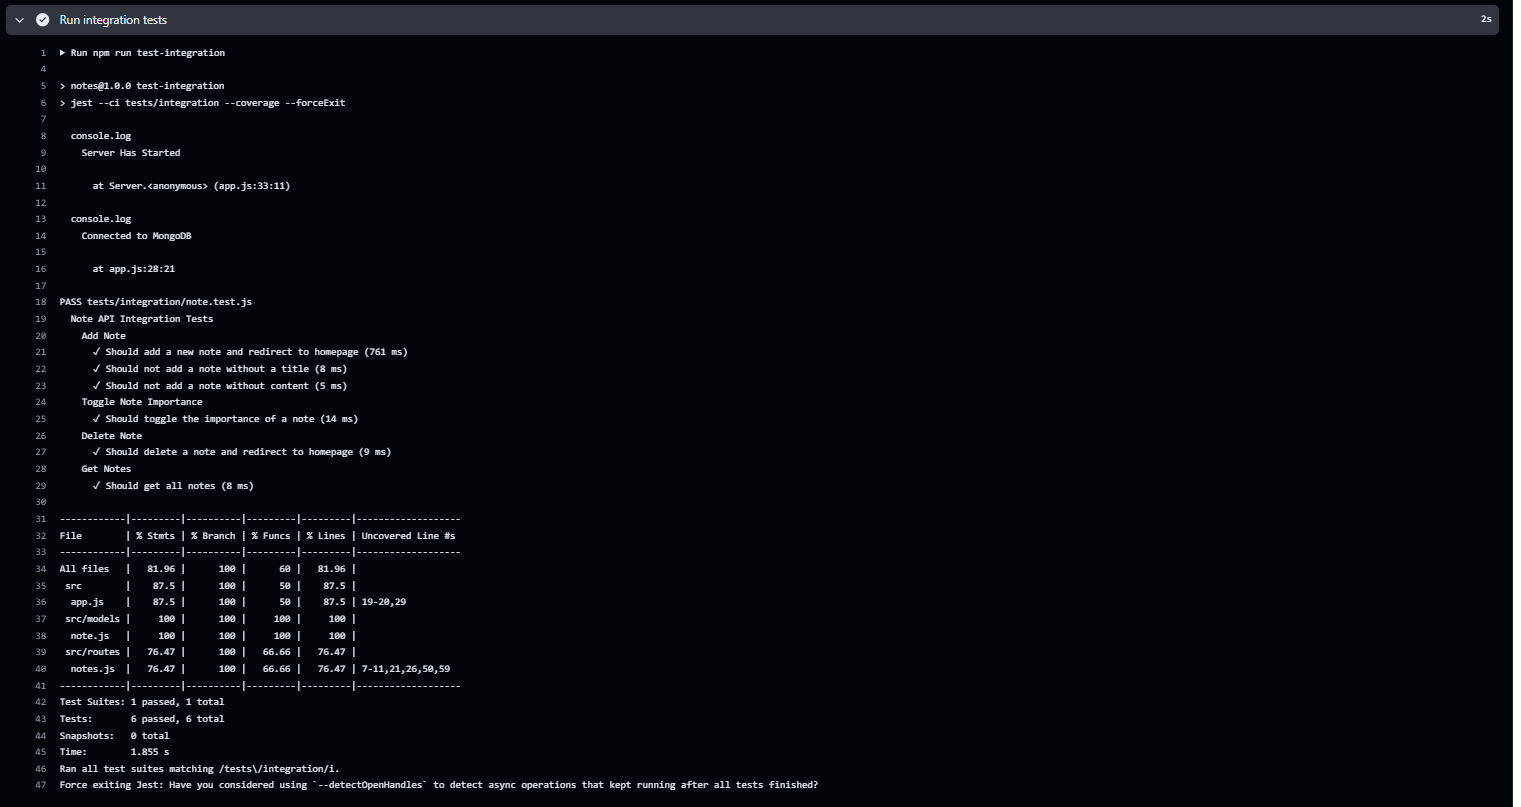 Run integration tests 2s
1 ▶ Run npm run test-integration
4
5 > notes@1.0.0 test-integration
6 > jest --ci tests/integration --coverage --forceExit
7
8 console.log
9 Server Has Started
10
11 at Server.<anonymous> (app.js:33:11)
12
13 console.log
14 Connected to MongoDB
15
16 at app.js:28:21
17
18 PASS tests/integration/note.test.js
19 Note API Integration Tests
20 Add Note
21 ✓ Should add a new note and redirect to homepage (761 ms)
22 ✓ Should not add a note without a title (8 ms)
23 ✓ Should not add a note without content (5 ms)
24 Toggle Note Importance
25 ✓ Should toggle the importance of a note (14 ms)
26 Delete Note
27 ✓ Should delete a note and redirect to homepage (9 ms)
28 Get Notes
29 ✓ Should get all notes (8 ms)
30
31 ------------|---------|----------|---------|---------|-------------------
32 File        | % Stmts | % Branch | % Funcs | % Lines | Uncovered Line #s
33 ------------|---------|----------|---------|---------|-------------------
34 All files   |   81.96 |      100 |      60 |   81.96 |
35  src        |    87.5 |      100 |      50 |    87.5 |
36   app.js    |    87.5 |      100 |      50 |    87.5 | 19-20,29
37  src/models |     100 |      100 |     100 |     100 |
38   note.js   |     100 |      100 |     100 |     100 |
39  src/routes |   76.47 |      100 |   66.66 |   76.47 |
40   notes.js  |   76.47 |      100 |   66.66 |   76.47 | 7-11,21,26,50,59
41 ------------|---------|----------|---------|---------|-------------------
42 Test Suites: 1 passed, 1 total
43 Tests:       6 passed, 6 total
44 Snapshots:   0 total
45 Time:        1.855 s
46 Ran all test suites matching /tests\/integration/i.
47 Force exiting Jest: Have you considered using `--detectOpenHandles` to detect async operations that kept running after all tests finished?